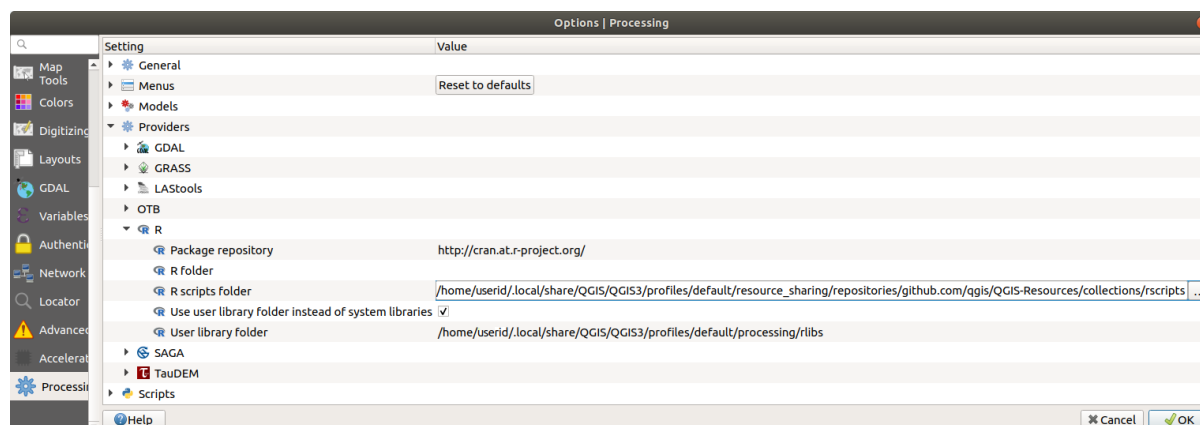 Options | Processing
Setting Value
Map Tools
Colors
Digitizing
Layouts
GDAL
Variables
Authenti
Network
Locator
Advanced
Accelerat
Processi
General
Menus Reset to defaults
Models
Providers
GDAL
GRASS
LAStools
OTB
R
Package repository http://cran.at.r-project.org/
R folder
R scripts folder /home/userid/.local/share/QGIS/QGIS3/profiles/default/resource_sharing/repositories/github.com/qgis/QGIS-Resources/collections/rscripts ...
Use user library folder instead of system libraries
User library folder /home/userid/.local/share/QGIS/QGIS3/profiles/default/processing/rlibs
SAGA
TauDEM
Scripts
Help Cancel OK